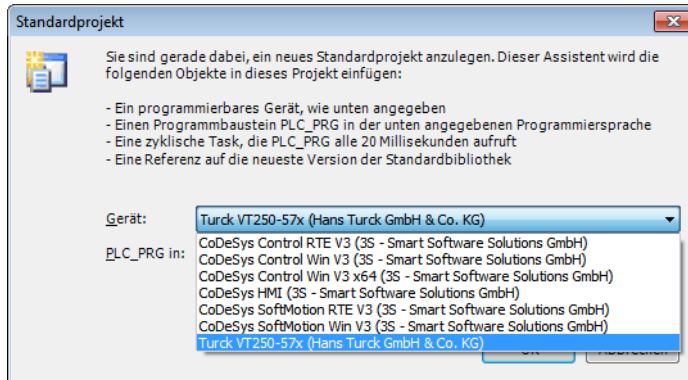 Standardprojekt
Sie sind gerade dabei, ein neues Standardprojekt anzulegen. Dieser Assistent wird die
folgenden Objekte in dieses Projekt einfügen:
- Ein programmierbares Gerät, wie unten angegeben
- Einen Programmbaustein PLC_PRG in der unten angegebenen Programmiersprache
- Eine zyklische Task, die PLC_PRG alle 20 Millisekunden aufruft
- Eine Referenz auf die neueste Version der Standardbibliothek
Gerät: Turck VT250-57x (Hans Turck GmbH & Co. KG)
PLC_PRG in:
CoDeSys Control RTE V3 (3S - Smart Software Solutions GmbH)
CoDeSys Control Win V3 (3S - Smart Software Solutions GmbH)
CoDeSys Control Win V3 x64 (3S - Smart Software Solutions GmbH)
CoDeSys HMI (3S - Smart Software Solutions GmbH)
CoDeSys SoftMotion RTE V3 (3S - Smart Software Solutions GmbH)
CoDeSys SoftMotion Win V3 (3S - Smart Software Solutions GmbH)
Turck VT250-57x (Hans Turck GmbH & Co. KG)